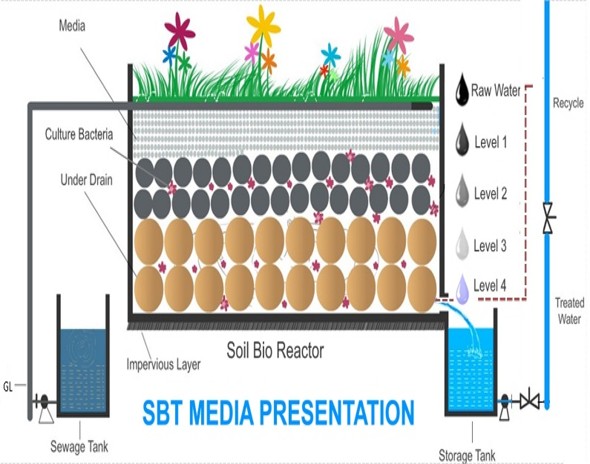 Media
Raw Water
Recycle
Culture Bacteria
Level 1
Under Drain
Level 2
Level 3
Level 4
Treated
Water
Soil Bio Reactor
Impervious Layer
GL
SBT MEDIA PRESENTATION
Sewage Tank
Storage Tank